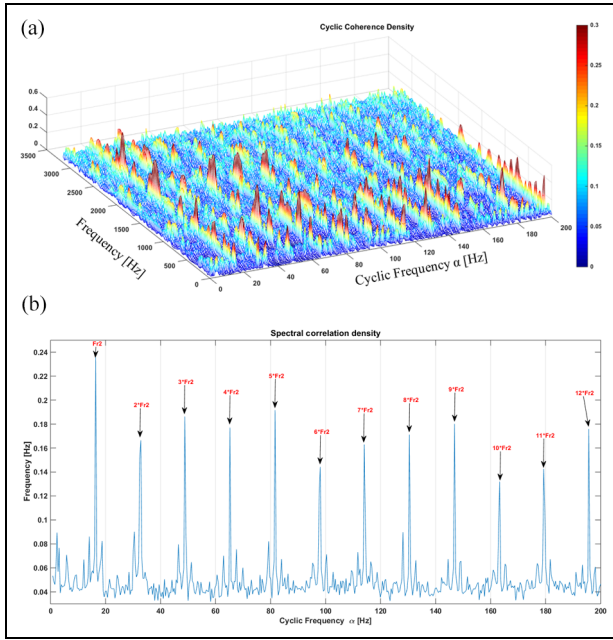 (a)
Cyclic Coherence Density
0.3
0.25
0.2
0.15
0.1
0.05
0
0.6
0.4
0.2
0
3500
3000
2500
2000
1500
1000
500
0
Frequency [Hz]
0
20
40
60
80
100
120
140
160
180
200
Cyclic Frequency α [Hz]
(b)
Spectral correlation density
Fr2
2*Fr2
3*Fr2
4*Fr2
5*Fr2
6*Fr2
7*Fr2
8*Fr2
9*Fr2
10*Fr2
11*Fr2
12*Fr2
0.24
0.22
0.2
0.18
0.16
0.14
0.12
0.1
0.08
0.06
0.04
Frequency [Hz]
0 20 40 60 80 100 120 140 160 180 200
Cyclic Frequency α [Hz]